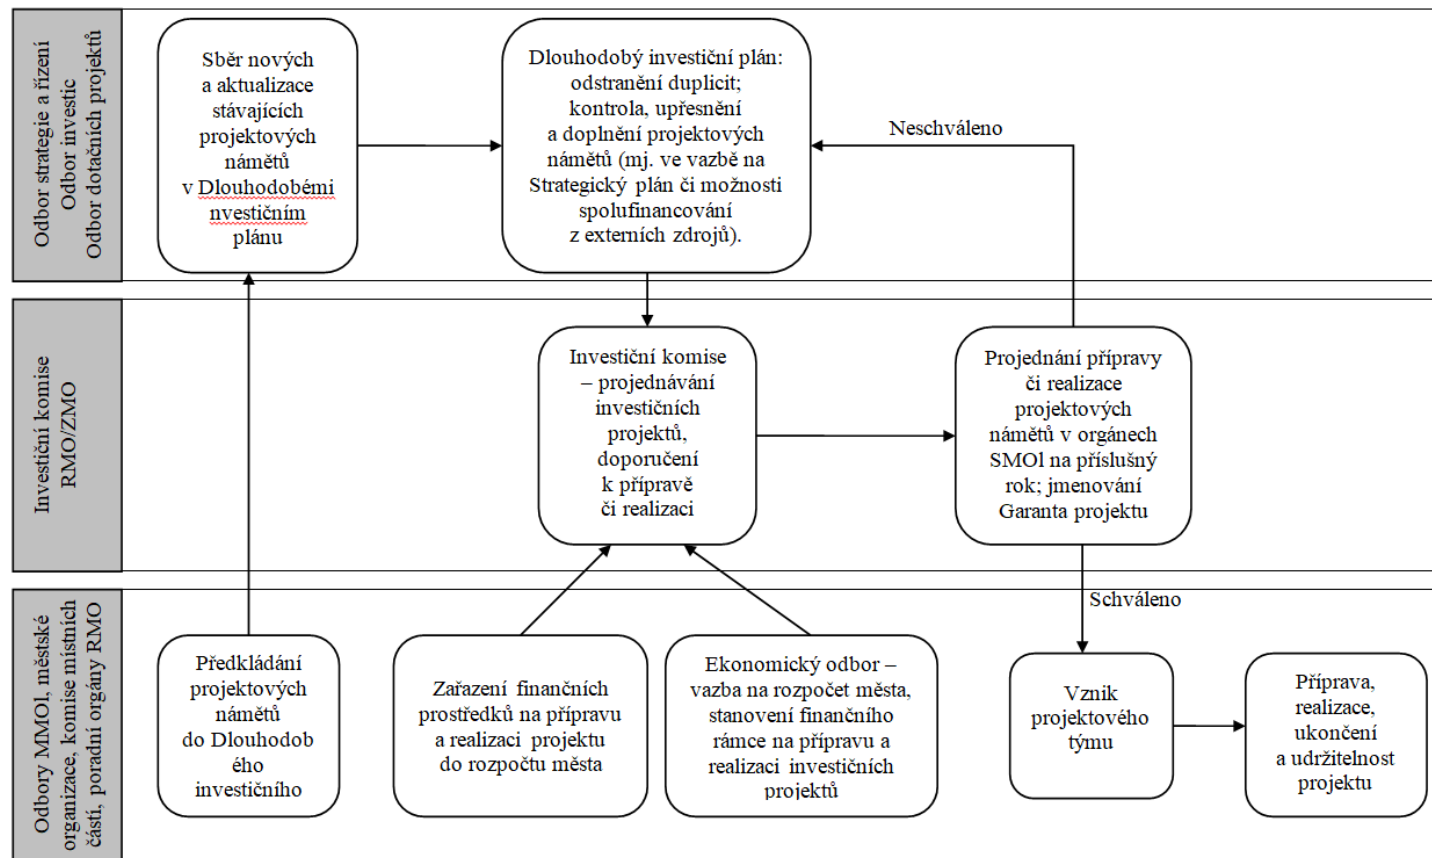 Odbor strategie a řízení
Odbor investic
Odbor dotačních projektů
Sběr nových
a aktualizace
stávajících
projektových
námětů
v Dlouhodobémi
nvestičním
plánu
Dlouhodobý investiční plán:
odstranění duplicit;
kontrola, upřesnění
a doplnění projektových
námětů (mj. ve vazbě na
Strategický plán či možnosti
spolufinancování
z externích zdrojů).
Neschváleno
Investiční komise
RMO/ZMO
Investiční komise
– projednávání
investičních
projektů,
doporučení
k přípravě
či realizaci
Projednání přípravy
či realizace
projektových
námětů v orgánech
SMOl na příslušný
rok; jmenování
Garanta projektu
Schváleno
Odbory MMOl, městské
organizace, komise místních
části, poradní orgány RMO
Předkládání
projektových
námětů
do Dlouhodob
ého
investičního
Zařazení finančních
prostředků na přípravu
a realizaci projektu
do rozpočtu města
Ekonomický odbor –
vazba na rozpočet města,
stanovení finančního
rámce na přípravu a
realizaci investičních
projektů
Vznik
projektového
týmu
Příprava,
realizace,
ukončení
a udržitelnost
projektu